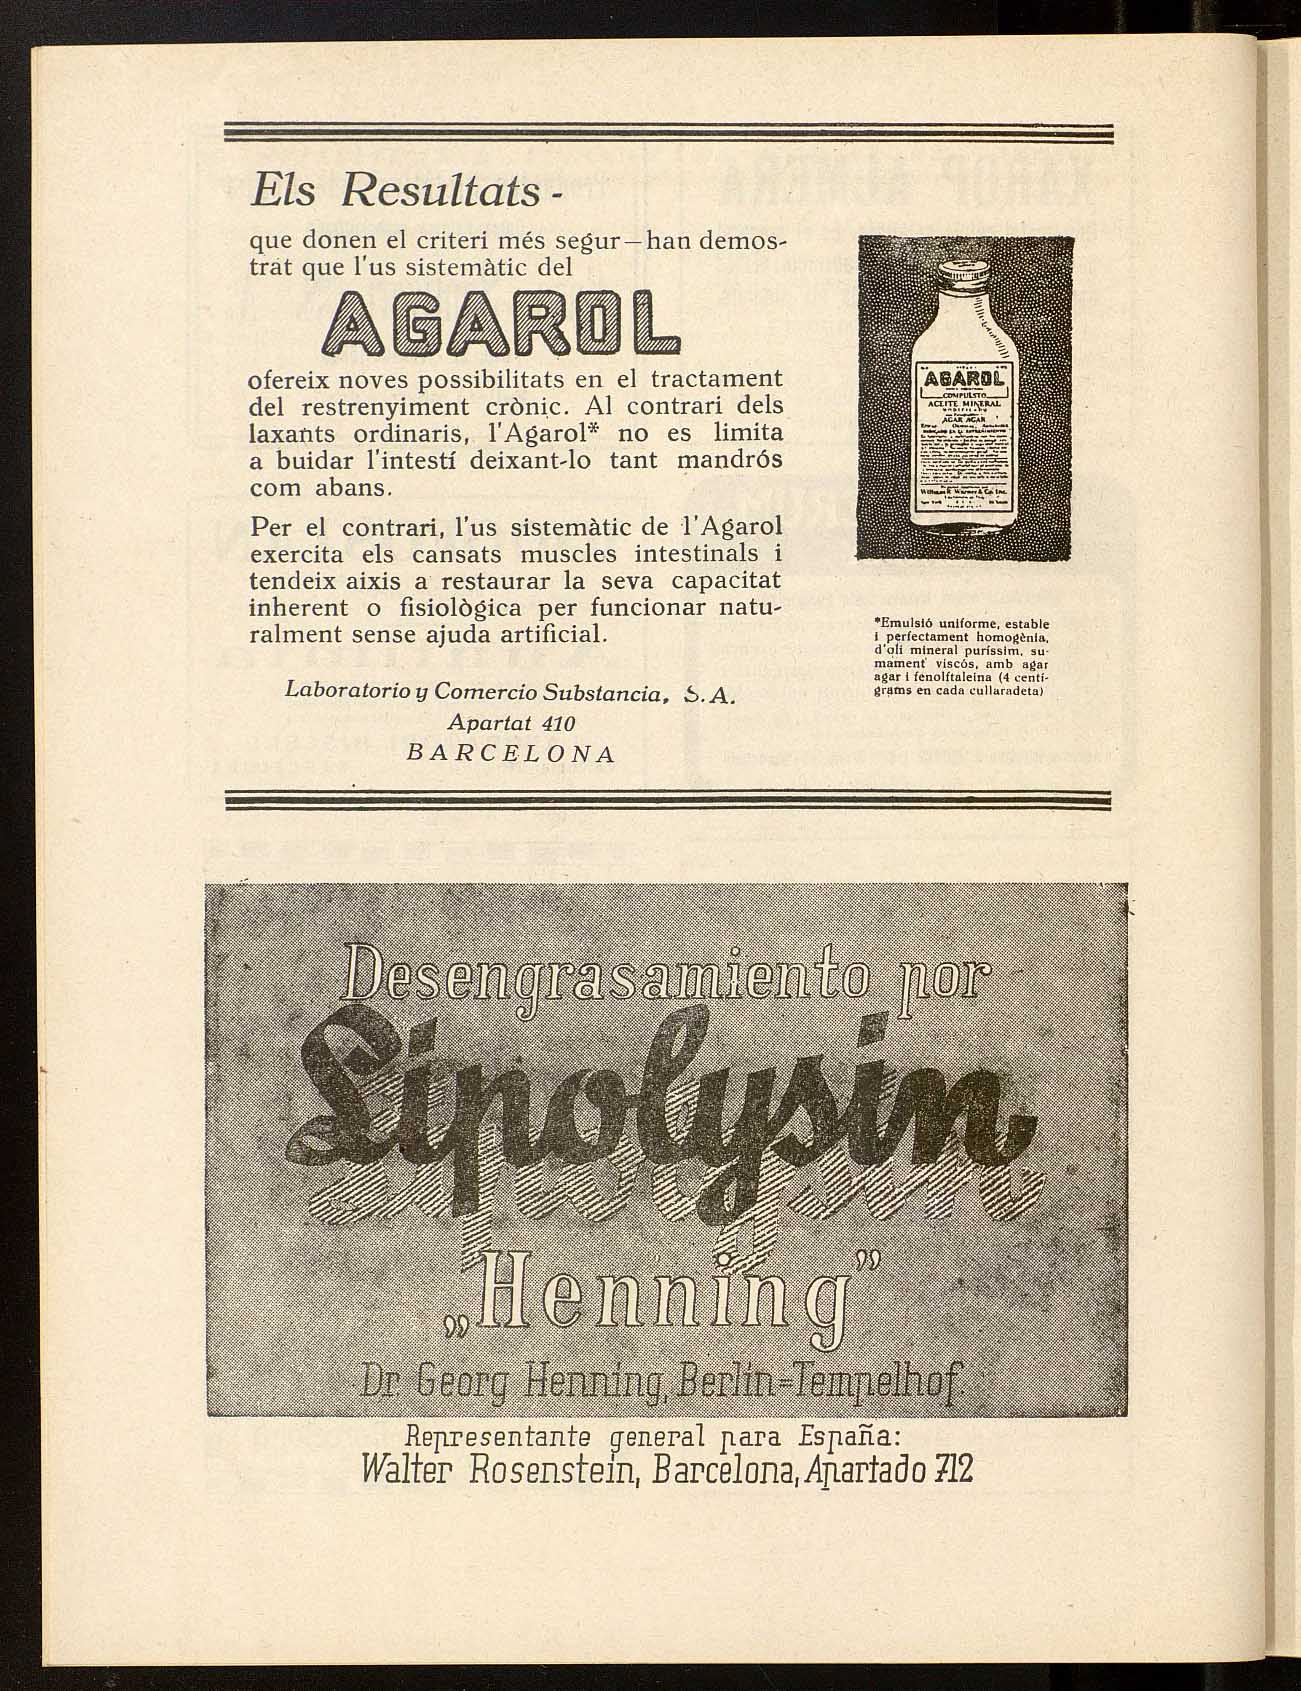 Els Resultats -
que donen el criteri més segur—han demos-
trat que l'us sistemàtic del
AGAROL
ofereix noves possibilitats en el tractament
del restrenyiment crònic. Al contrari dels
laxants ordinaris, l'Agarol* no es limita
a buidar l'intestí deixant-lo tant mandrós
com abans.
Per el contrari, l'us sistemàtic de l'Agarol
exercita els cansats muscles intestinals i
tendeix aixis a restaurar la seva capacitat
inherent o fisiològica per funcionar natu-
ralment sense ajuda artificial.
Laboratorio y Comercio Substancia, S. A.
Apartat 410
BARCELONA
AGAROL
COMPUESTO
ACEITE MINERAL
AGAR AGAR
William R. Warner & Co. Inc.
*Emulsió uniforme, estable
i perfectament homogènia,
d'oli mineral puríssim, su-
mament viscós, amb agar
agar i fenolftaleina (4 centí-
grams en cada cullaradeta)
Desengrasamiento por
Lipolysin
„Henning”
Dr. Georg Henning, Berlin=Tempelhof.
Representante general para España:
Walter Rosenstein, Barcelona, Apartado 712